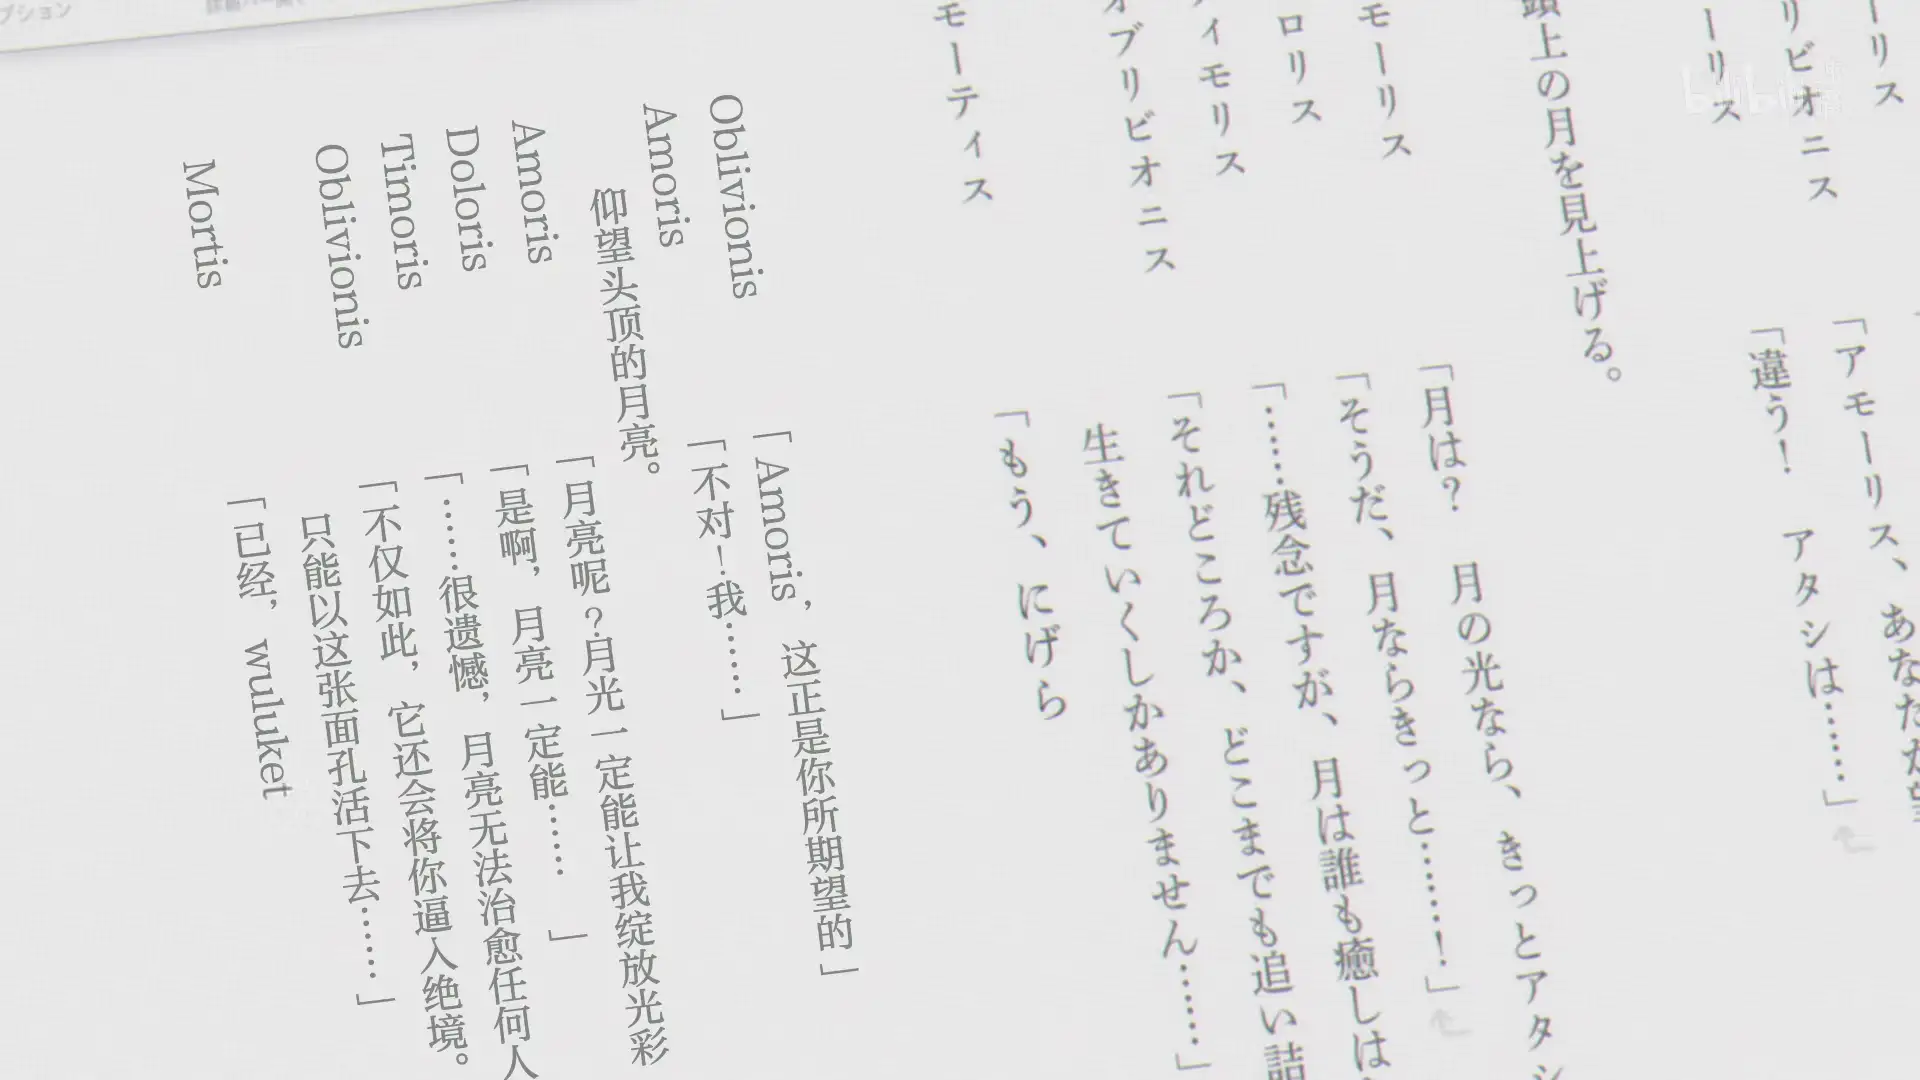 プション
モーリス
リビオニス
「アモーリス、あなたが望
ーリス
「違う！　アタシは……」
頭上の月を見上げる。
モーリス
「月は？　月の光なら、きっとアタシ
ロリス
「そうだ、月ならきっと……！」
ィモリス
「……残念ですが、月は誰も癒しは
オブリビオニス
「それどころか、どこまでも追い詰
生きていくしかありません……」
モーティス
「もう、にげら
Oblivionis
「Amoris，这正是你所期望的」
Amoris
「不对！我……」
仰望头顶的月亮。
Amoris
「月亮呢？月光一定能让我绽放光彩
Doloris
「是啊，月亮一定能……」
Timoris
「……很遗憾，月亮无法治愈任何人
Oblivionis
「不仅如此，它还会将你逼入绝境。
只能以这张面孔活下去……」
Mortis
「已经，wuluket
bilibili